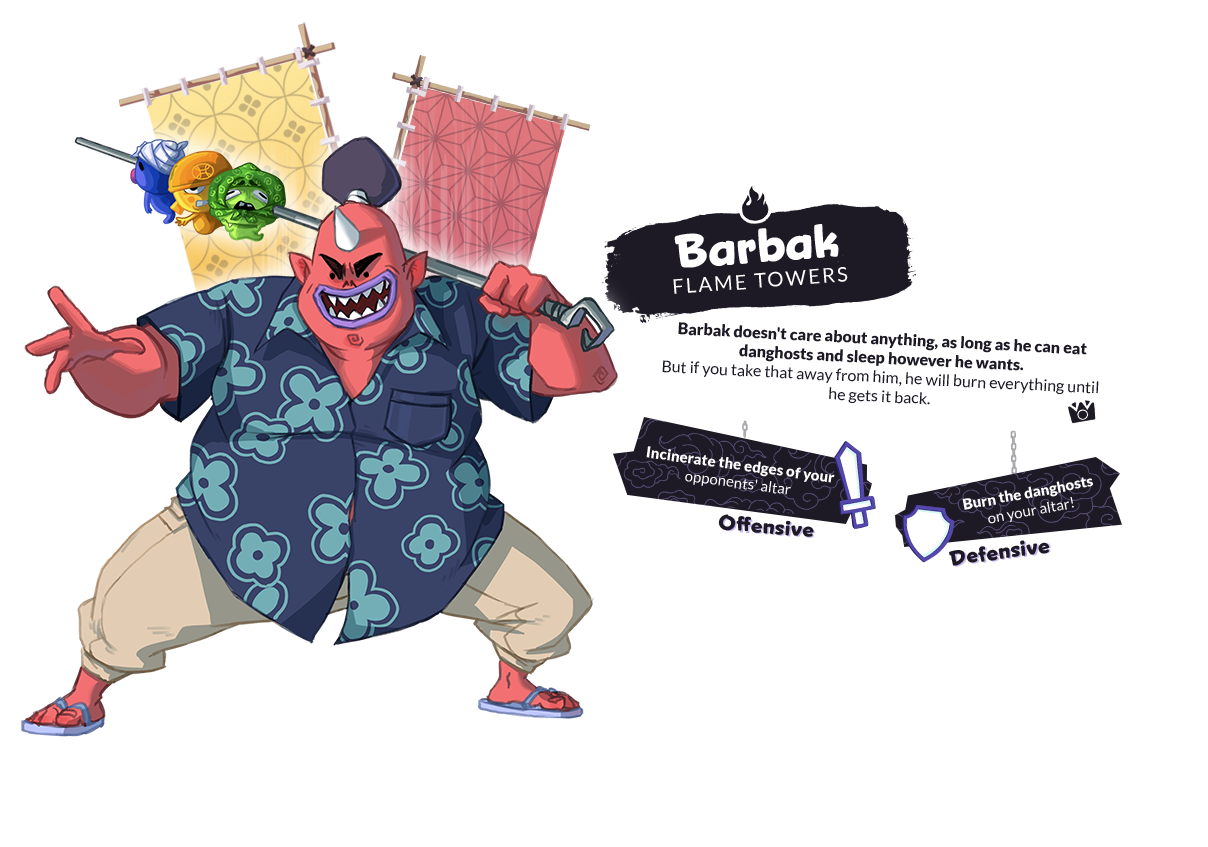 Barbak
FLAME TOWERS
Barbak doesn't care about anything, as long as he can eat
danghosts and sleep however he wants.
But if you take that away from him, he will burn everything until
he gets it back.
Incinerate the edges of your
opponents' altar
Offensive
Burn the danghosts
on your altar!
Defensive